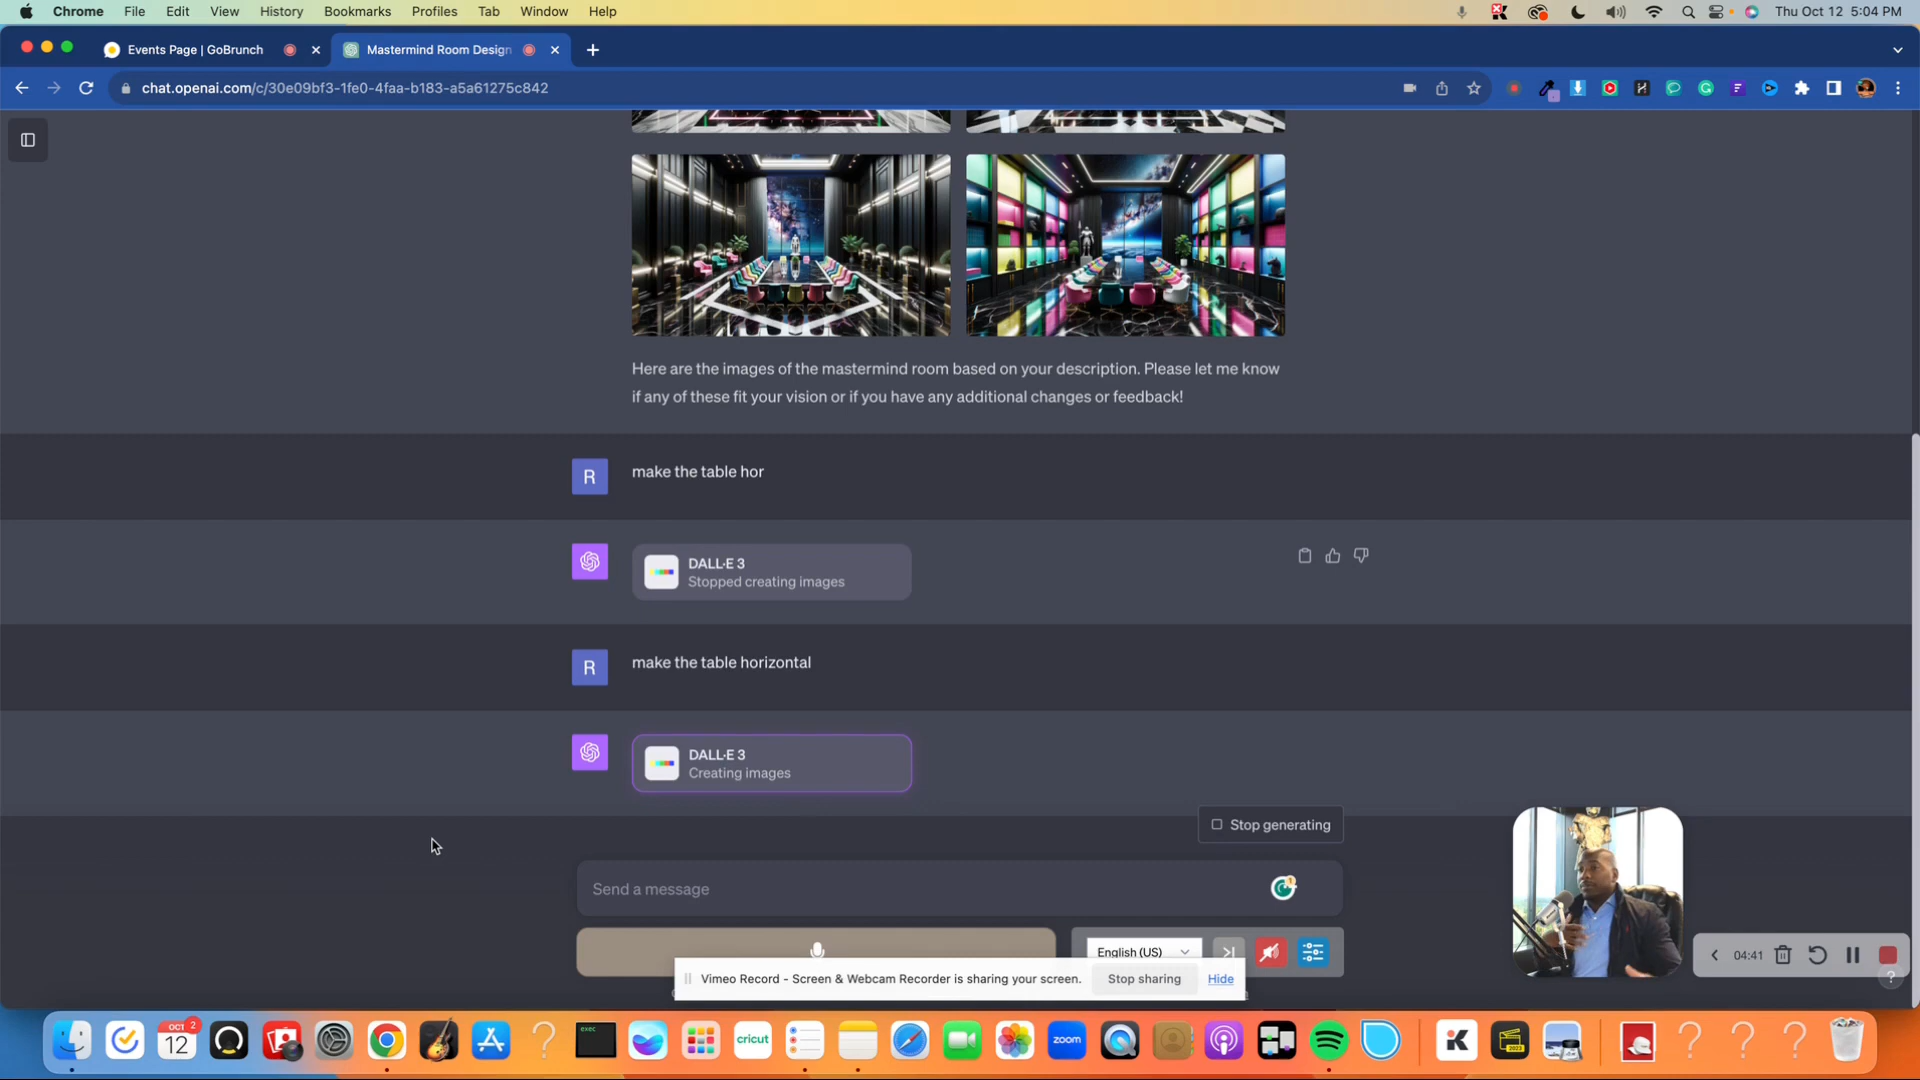 Chrome File Edit View History Bookmarks Profiles Tab Window Help
Thu Oct 12 5:04 PM
Events Page | GoBrunch
Mastermind Room Design
chat.openai.com/c/30e09bf3-1fe0-4faa-b183-a5a61275c842
Here are the images of the mastermind room based on your description. Please let me know
if any of these fit your vision or if you have any additional changes or feedback!
R
make the table hor
DALL·E 3
Stopped creating images
R
make the table horizontal
DALL·E 3
Creating images
Stop generating
Send a message
1
English (US)
Vimeo Record - Screen & Webcam Recorder is sharing your screen.
Stop sharing
Hide
04:41
?
OCT
2
12
exec
cricut
zoom
2023